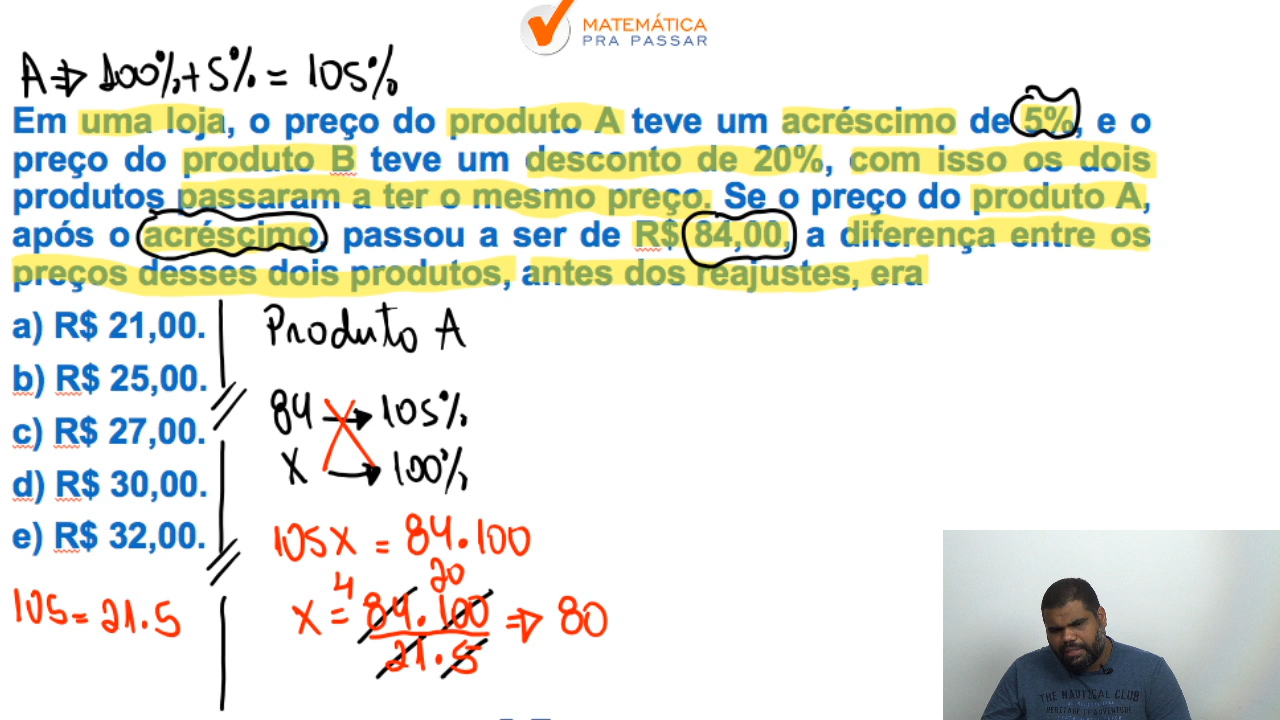 MATEMÁTICA
PRA PASSAR
A ⇒ 100% + 5% = 105%
Em uma loja, o preço do produto A teve um acréscimo de 5%, e o
preço do produto B teve um desconto de 20%, com isso os dois
produtos passaram a ter o mesmo preço. Se o preço do produto A,
após o acréscimo, passou a ser de R$ 84,00, a diferença entre os
preços desses dois produtos, antes dos reajustes, era
a) R$ 21,00.
b) R$ 25,00.
c) R$ 27,00.
d) R$ 30,00.
e) R$ 32,00.
105 = 21.5
Produto A
84 → 105%
X → 100%
105X = 84.100
4 20
X = 84.100 ⇒ 80
21.5
THE NAUTICAL CLUB